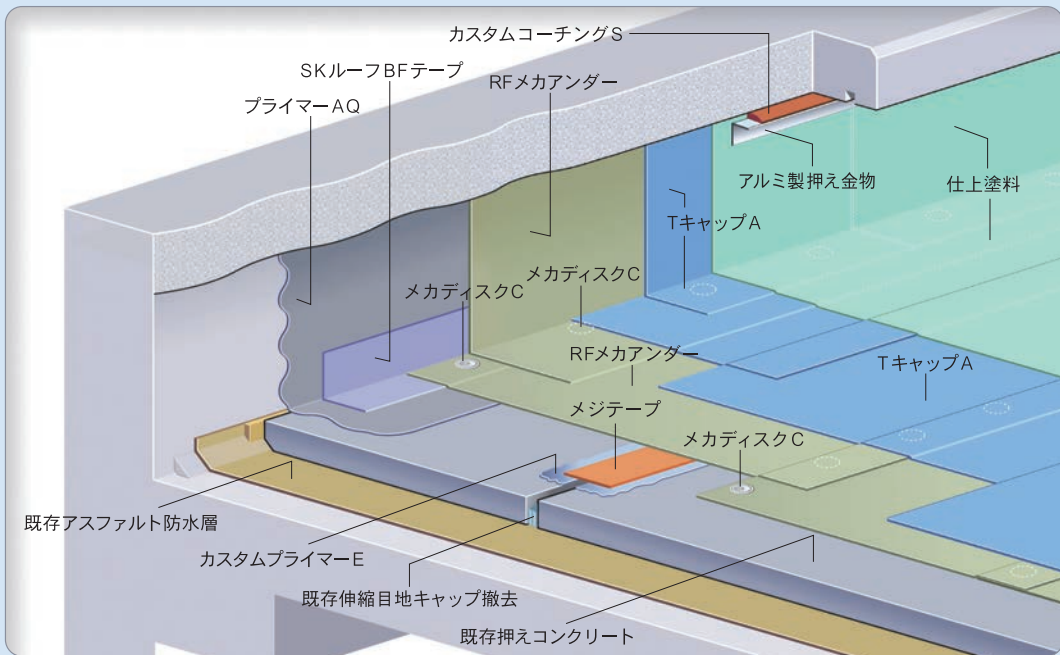 カスタムコーチングS
SKルーフBFテープ
RFメカアンダー
プライマーAQ
アルミ製押え金物
仕上塗料
TキャップA
メカディスクC
メカディスクC
RFメカアンダー
TキャップA
メジテープ
メカディスクC
既存アスファルト防水層
カスタムプライマーE
既存伸縮目地キャップ撤去
既存押えコンクリート